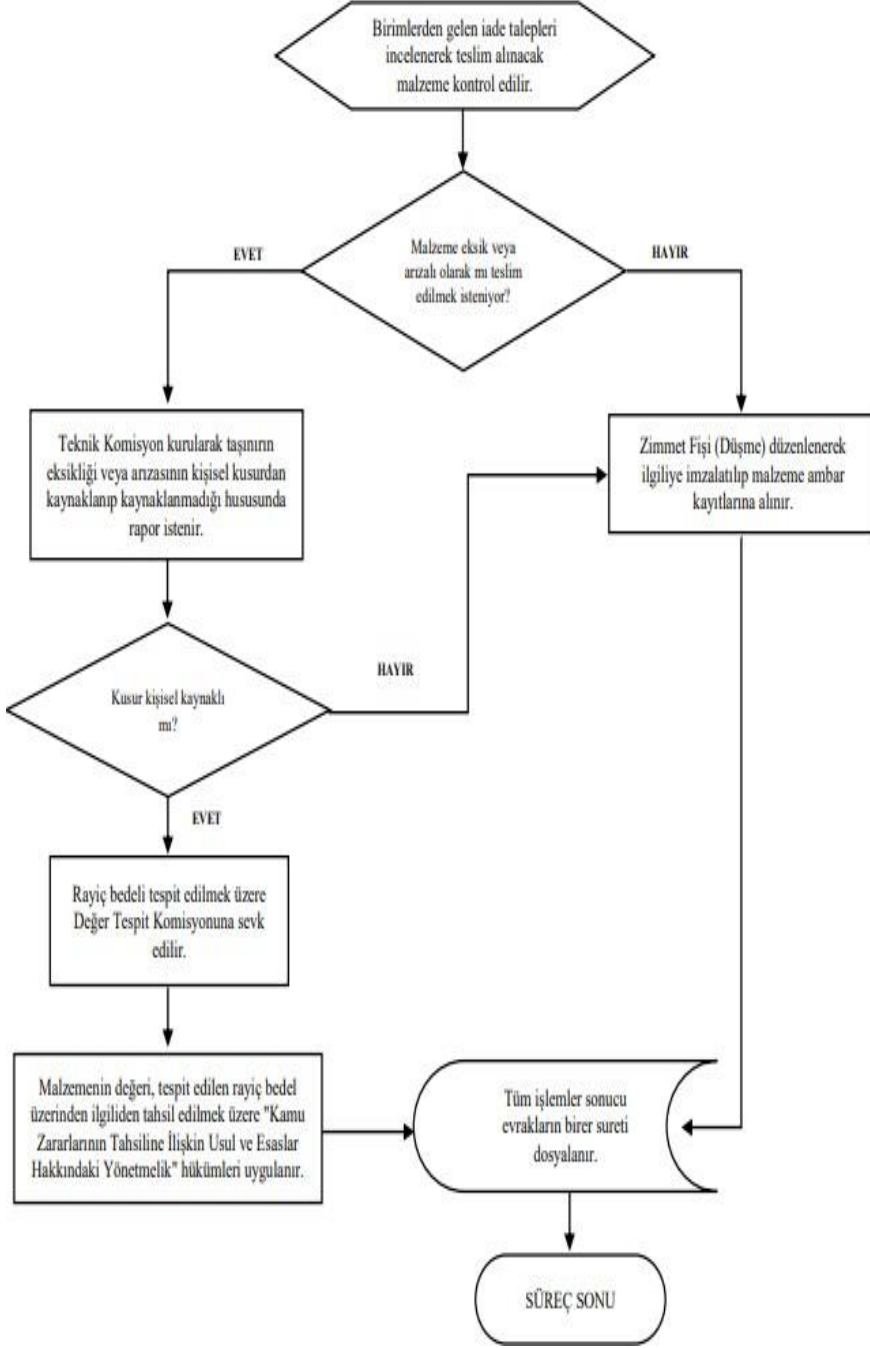 Birimlerden gelen iade talepleri
incelenerek teslim alınacak
malzeme kontrol edilir.
Malzeme eksik veya
arızalı olarak mı teslim
edilmek isteniyor?
EVET
HAYIR
Teknik Komisyon kurularak taşınırın
eksikliği veya arızasının kişisel kusurdan
kaynaklanıp kaynaklanmadığı hususunda
rapor istenir.
Zimmet Fişi (Düşme) düzenlenerek
ilgiliye imzalatılıp malzeme ambar
kayıtlarına alınır.
Kusur kişisel kaynaklı
mı?
HAYIR
EVET
Rayiç bedeli tespit edilmek üzere
Değer Tespit Komisyonuna sevk
edilir.
Malzemenin değeri, tespit edilen rayiç bedel
üzerinden ilgiliden tahsil edilmek üzere "Kamu
Zararlarının Tahsiline İlişkin Usul ve Esaslar
Hakkındaki Yönetmelik" hükümleri uygulanır.
Tüm işlemler sonucu
evrakların birer sureti
dosyalanır.
SÜREÇ SONU